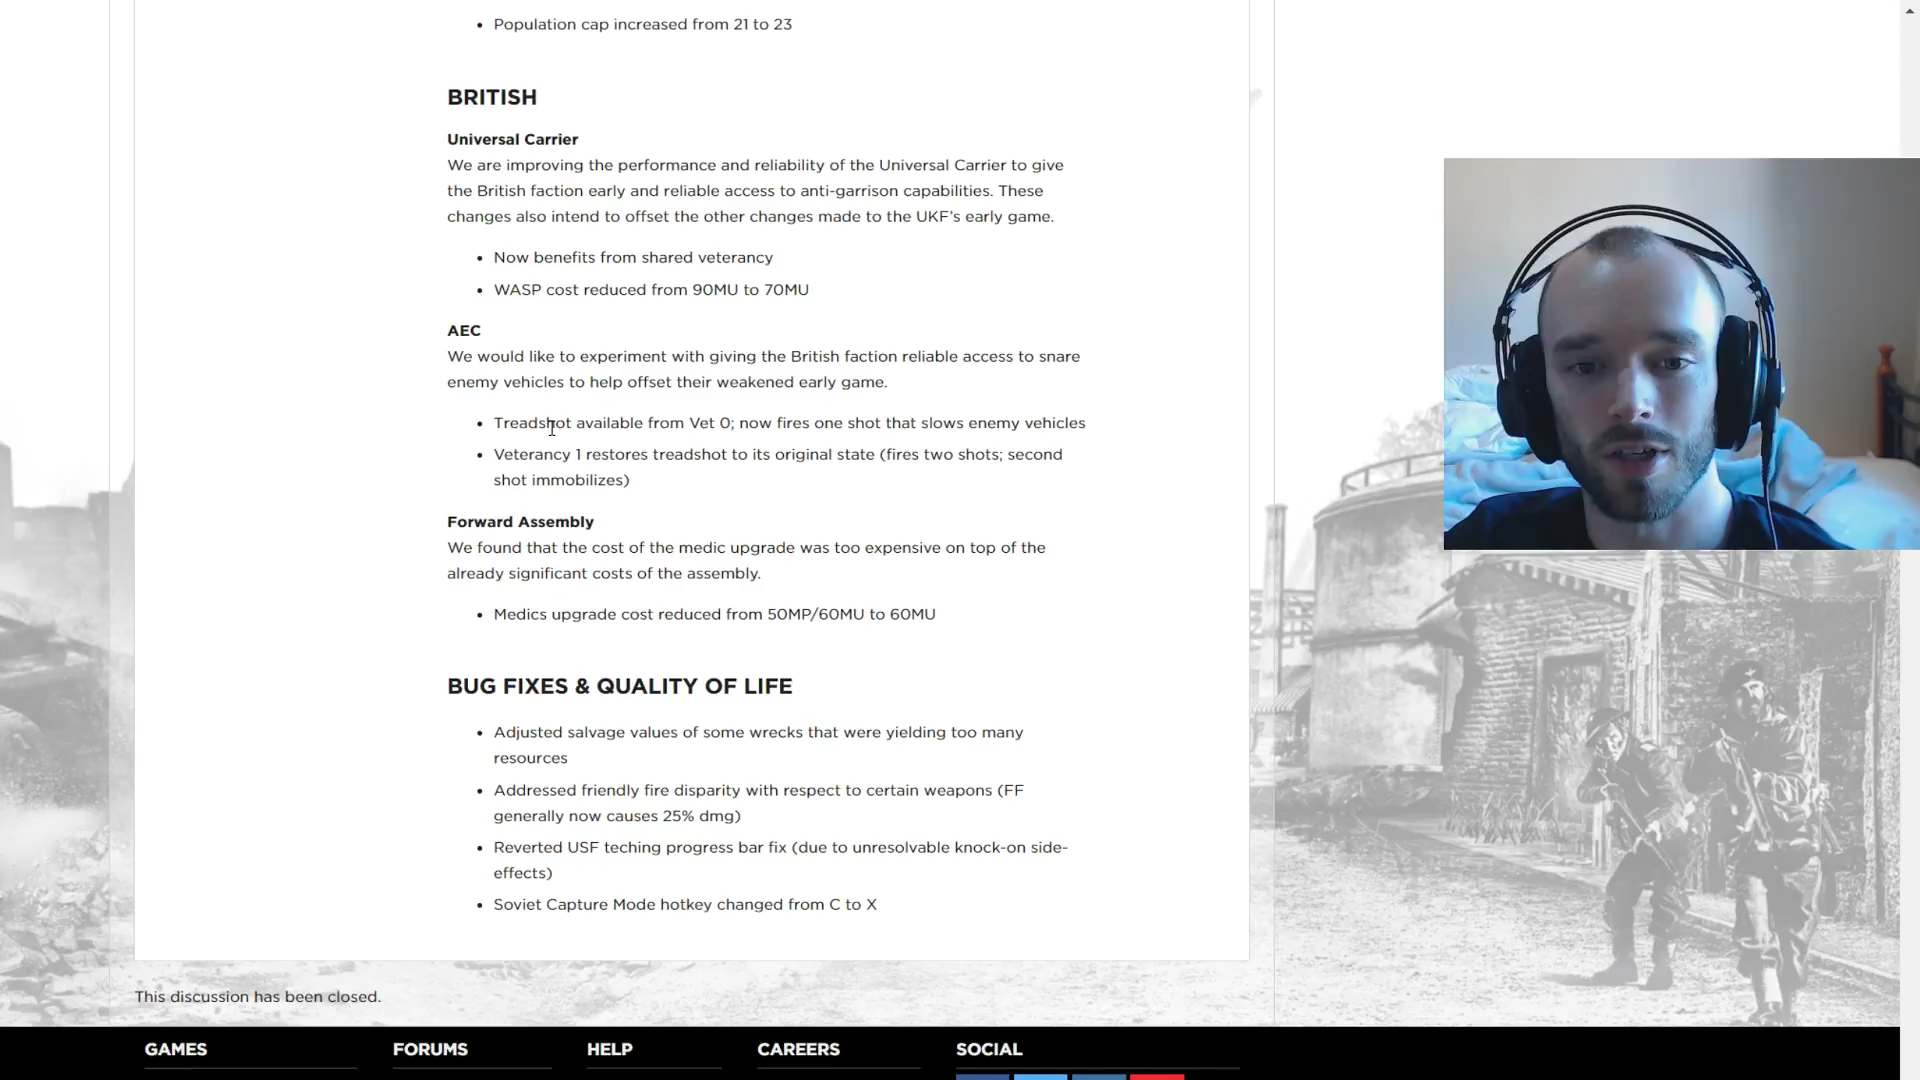 Population cap increased from 21 to 23
BRITISH
Universal Carrier
We are improving the performance and reliability of the Universal Carrier to give
the British faction early and reliable access to anti-garrison capabilities. These
changes also intend to offset the other changes made to the UKF's early game.
Now benefits from shared veterancy
WASP cost reduced from 90MU to 70MU
AEC
We would like to experiment with giving the British faction reliable access to snare
enemy vehicles to help offset their weakened early game.
Treadshot available from Vet 0; now fires one shot that slows enemy vehicles
Veterancy 1 restores treadshot to its original state (fires two shots; second
shot immobilizes)
Forward Assembly
We found that the cost of the medic upgrade was too expensive on top of the
already significant costs of the assembly.
Medics upgrade cost reduced from 50MP/60MU to 60MU
BUG FIXES & QUALITY OF LIFE
Adjusted salvage values of some wrecks that were yielding too many
resources
Addressed friendly fire disparity with respect to certain weapons (FF
generally now causes 25% dmg)
Reverted USF teching progress bar fix (due to unresolvable knock-on side-
effects)
Soviet Capture Mode hotkey changed from C to X
This discussion has been closed.
GAMES FORUMS HELP CAREERS SOCIAL